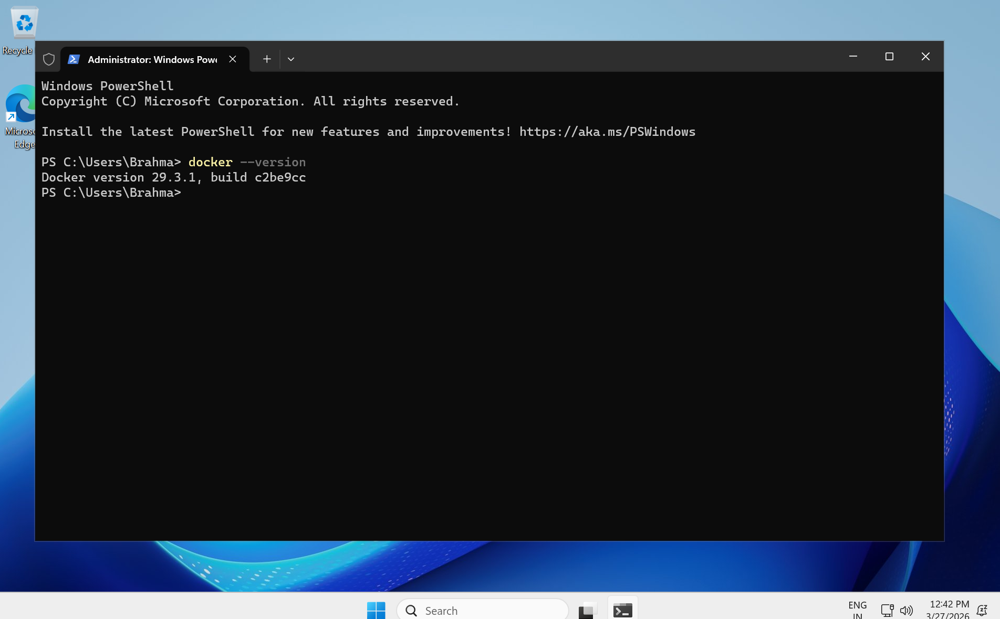 Recycle
Microso
Edge
Administrator: Windows Powe
Windows PowerShell
Copyright (C) Microsoft Corporation. All rights reserved.
Install the latest PowerShell for new features and improvements! https://aka.ms/PSWindows
PS C:\Users\Brahma> docker --version
Docker version 29.3.1, build c2be9cc
PS C:\Users\Brahma>
Search
ENG
IN
12:42 PM
3/27/2026